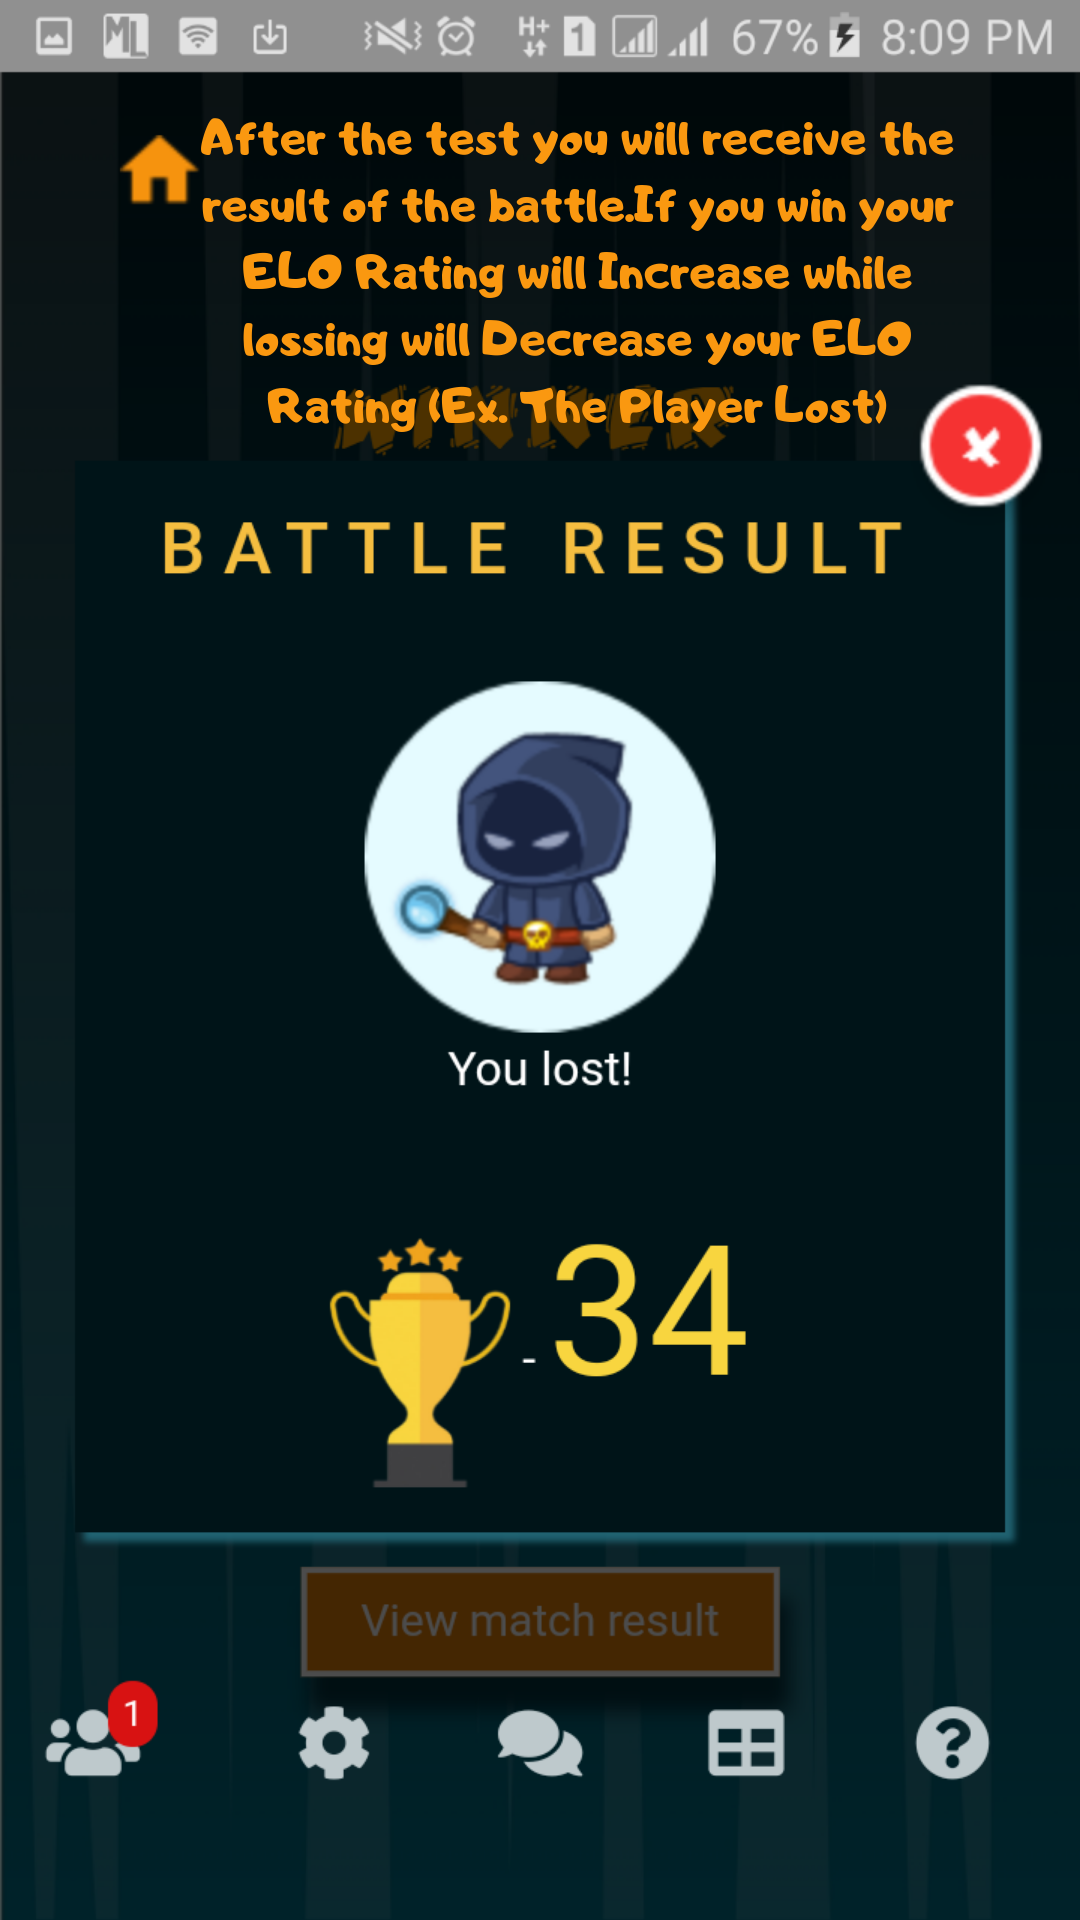 ML H+ 1 67% 8:09 PM
After the test you will receive the
result of the battle.If you win your
ELO Rating will Increase while
lossing will Decrease your ELO
Rating (Ex. The Player Lost)
WINNER
BATTLE RESULT
You lost!
-34
View match result
1